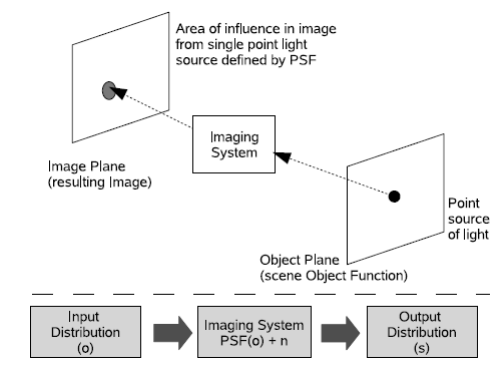 Area of influence in image
from single point light
source defined by PSF
Imaging
System
Image Plane
(resulting Image)
Point
source
of light
Object Plane
(scene Object Function)
Input
Distribution
(o)
Imaging System
PSF(o) + n
Output
Distribution
(s)